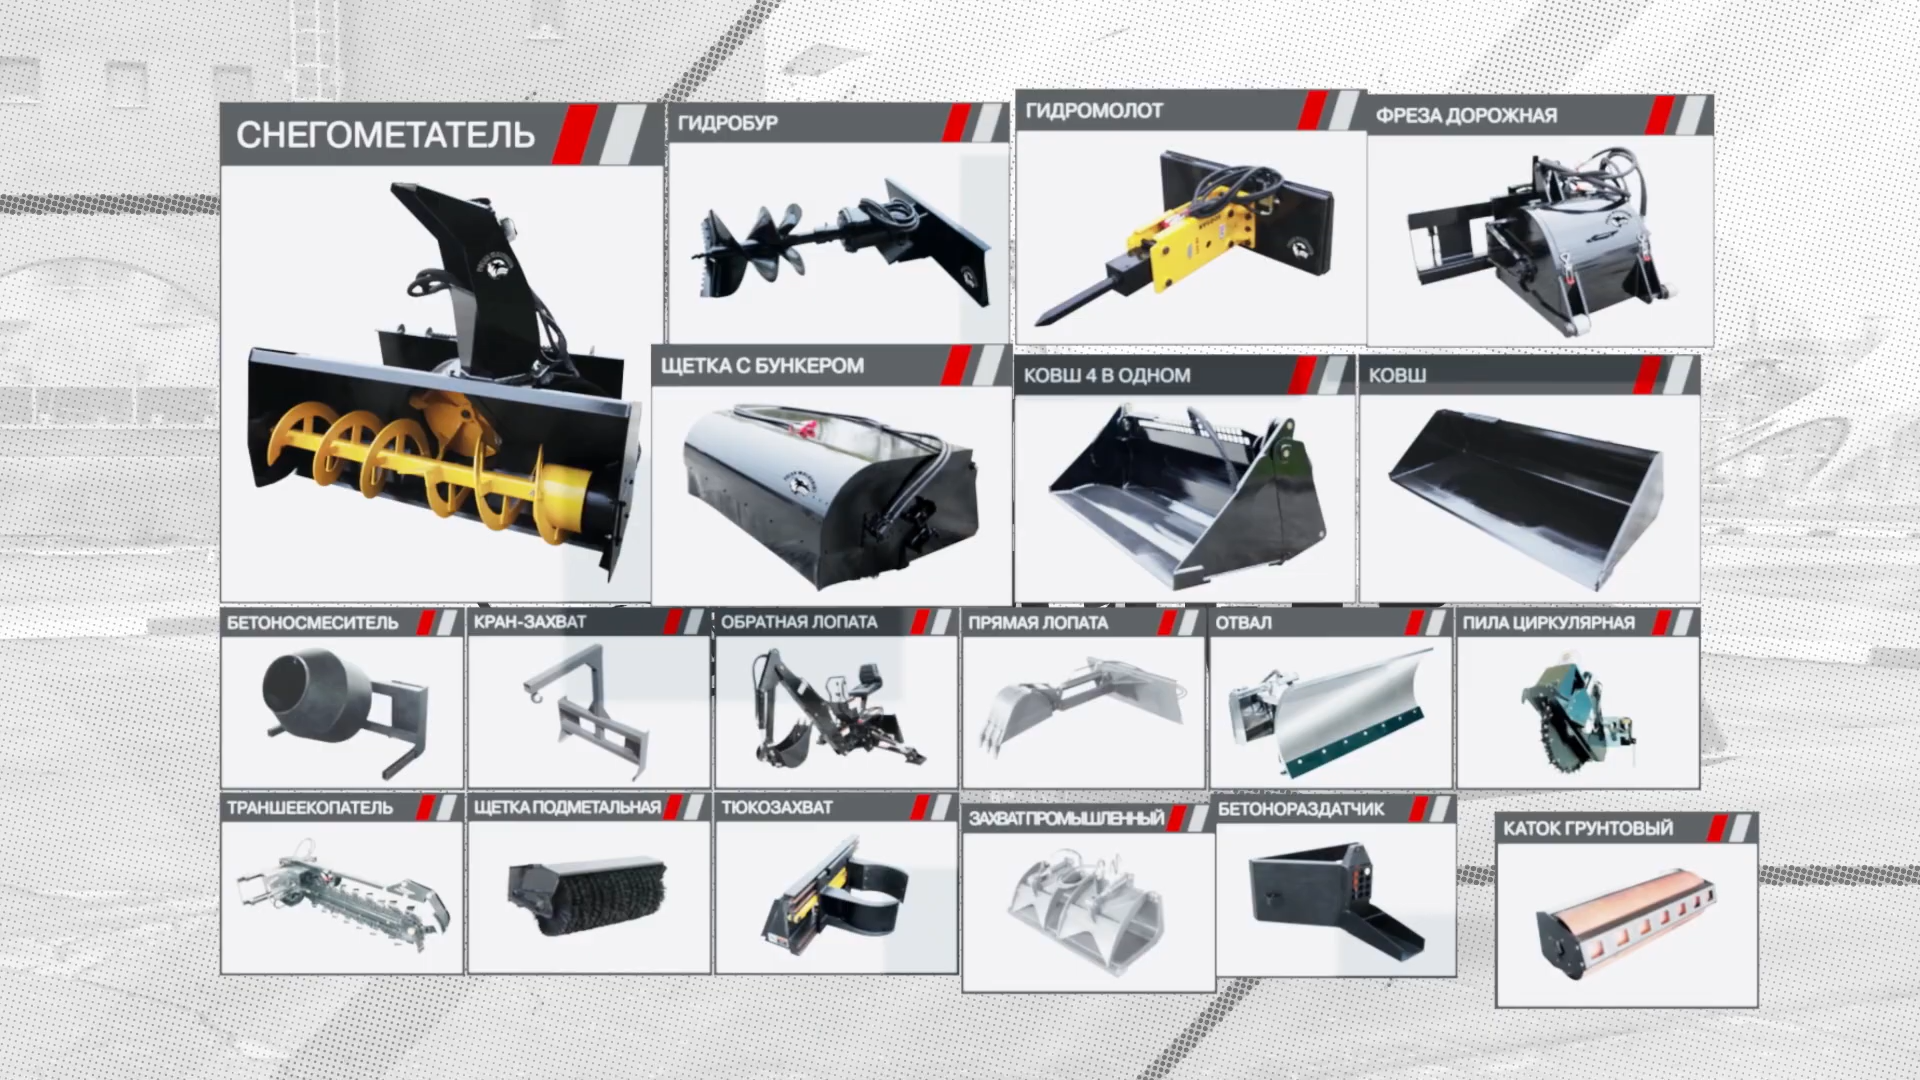 СНЕГОМЕТАТЕЛЬ
ГИДРОБУР
ГИДРОМОЛОТ
ФРЕЗА ДОРОЖНАЯ
ЩЕТКА С БУНКЕРОМ
КОВШ 4 В ОДНОМ
КОВШ
БЕТОНОСМЕСИТЕЛЬ
КРАН-ЗАХВАТ
ОБРАТНАЯ ЛОПАТА
ПРЯМАЯ ЛОПАТА
ОТВАЛ
ПИЛА ЦИРКУЛЯРНАЯ
ТРАНШЕЕКОПАТЕЛЬ
ЩЕТКА ПОДМЕТАЛЬНАЯ
ТЮКОЗАХВАТ
ЗАХВАТ ПРОМЫШЛЕННЫЙ
БЕТОНОРАЗДАТЧИК
КАТОК ГРУНТОВЫЙ